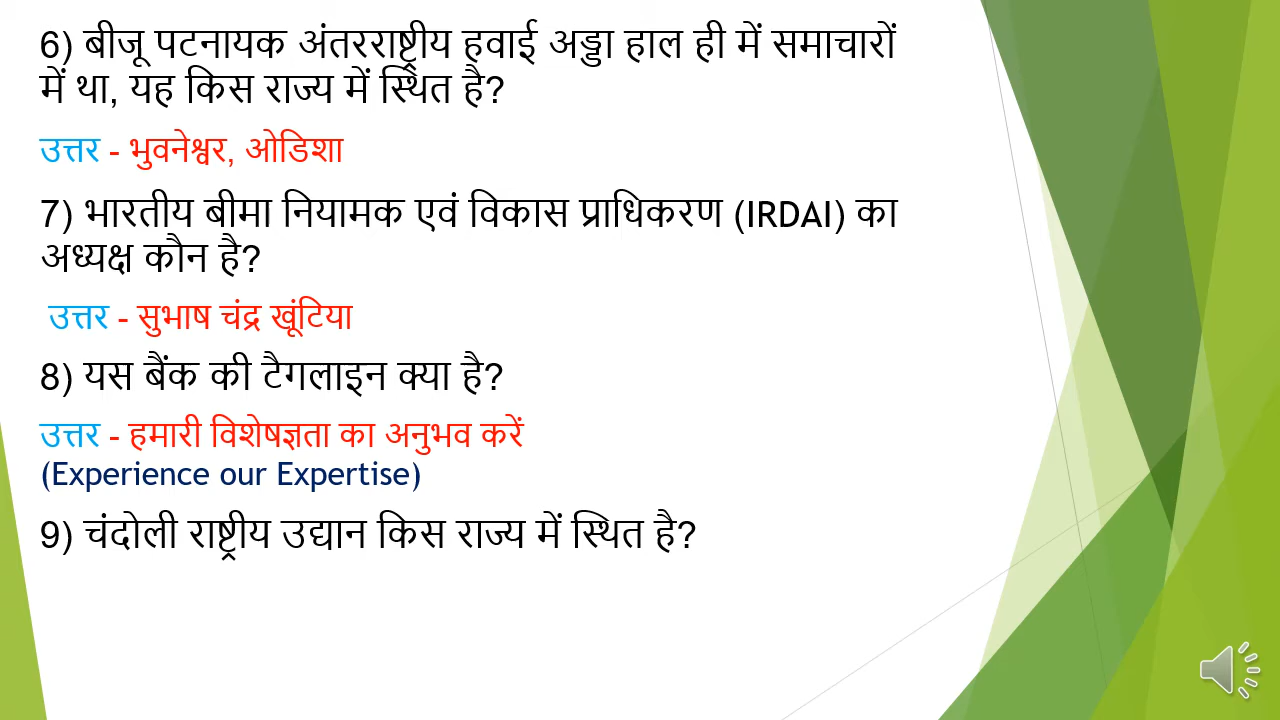 6) बीजू पटनायक अंतरराष्ट्रीय हवाई अड्डा हाल ही में समाचारों
में था, यह किस राज्य में स्थित है?
उत्तर - भुवनेश्वर, ओडिशा
7) भारतीय बीमा नियामक एवं विकास प्राधिकरण (IRDAI) का
अध्यक्ष कौन है?
उत्तर - सुभाष चंद्र खूंटिया
8) यस बैंक की टैगलाइन क्या है?
उत्तर - हमारी विशेषज्ञता का अनुभव करें
(Experience our Expertise)
9) चंदोली राष्ट्रीय उद्यान किस राज्य में स्थित है?